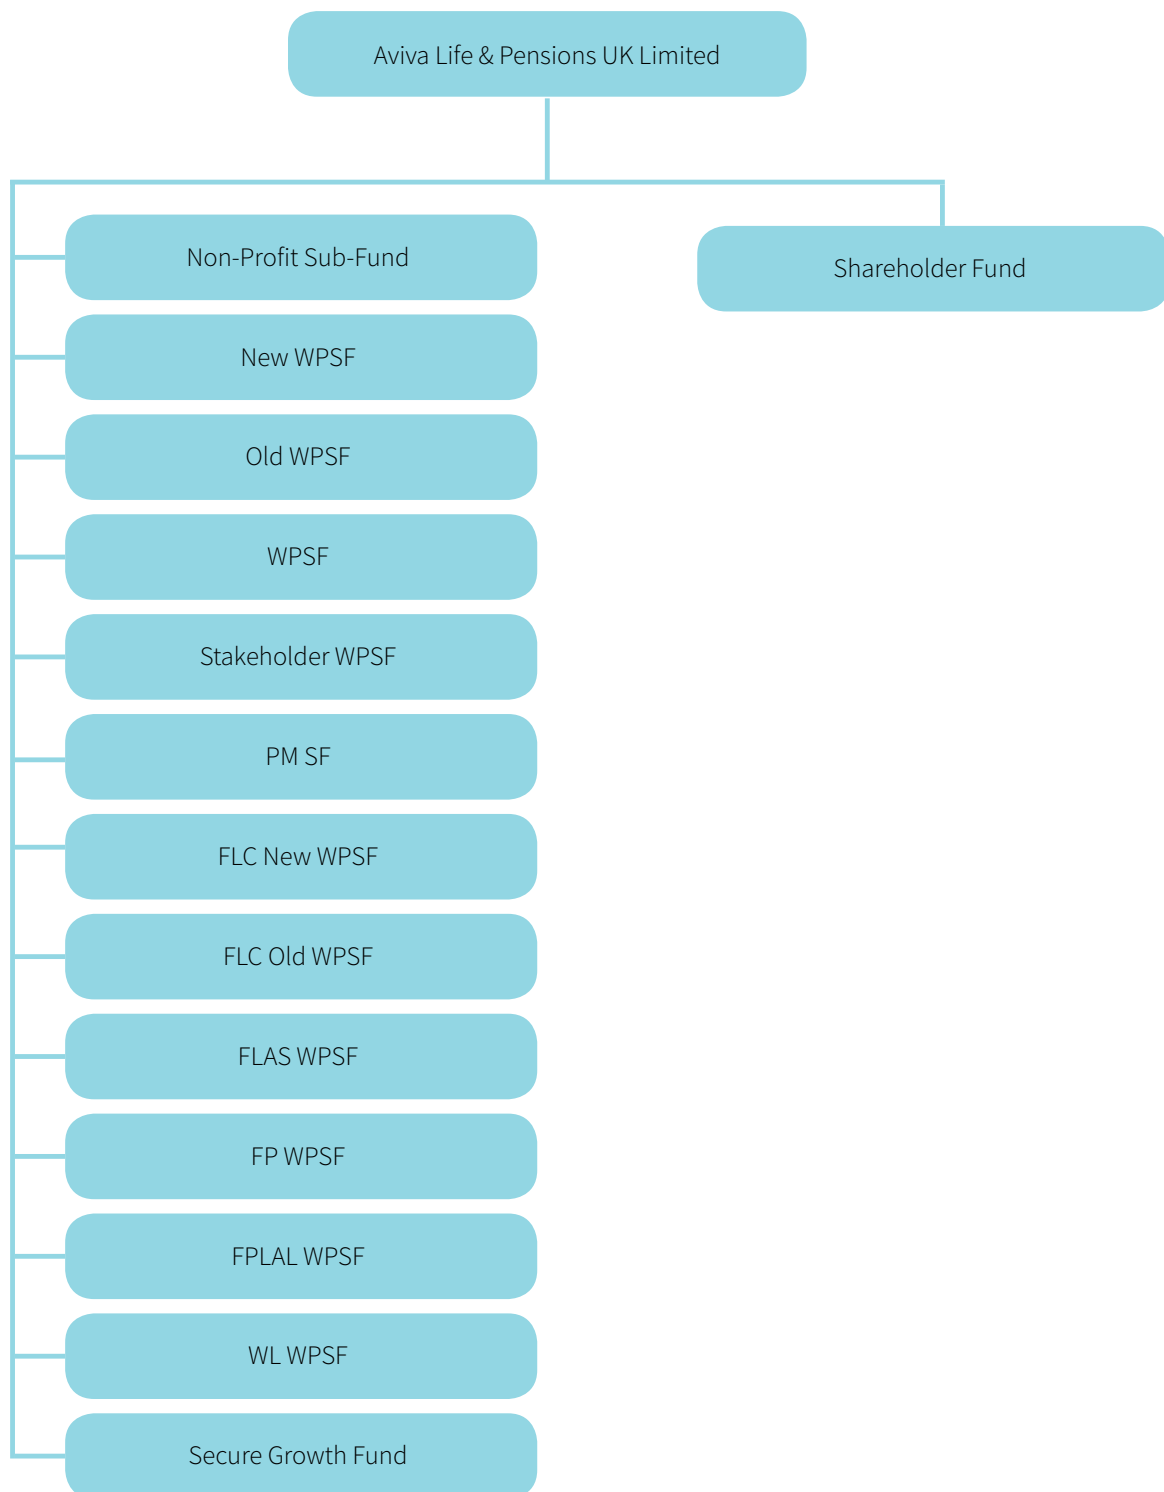 Aviva Life & Pensions UK Limited
Non-Profit Sub-Fund
Shareholder Fund
New WPSF
Old WPSF
WPSF
Stakeholder WPSF
PM SF
FLC New WPSF
FLC Old WPSF
FLAS WPSF
FP WPSF
FPLAL WPSF
WL WPSF
Secure Growth Fund